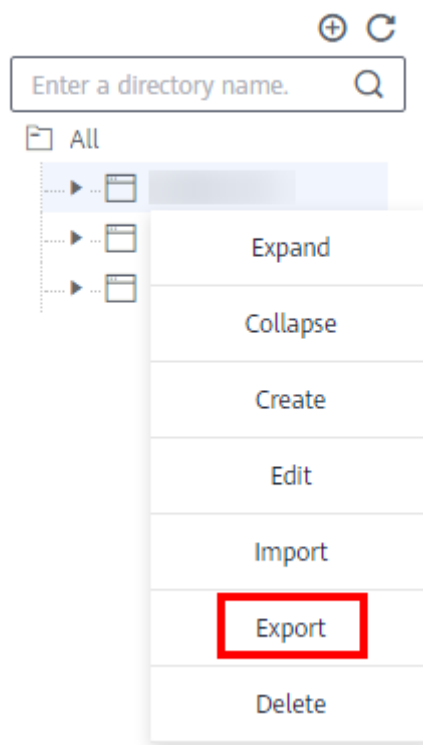 Enter a directory name.
All
Expand
Collapse
Create
Edit
Import
Export
Delete